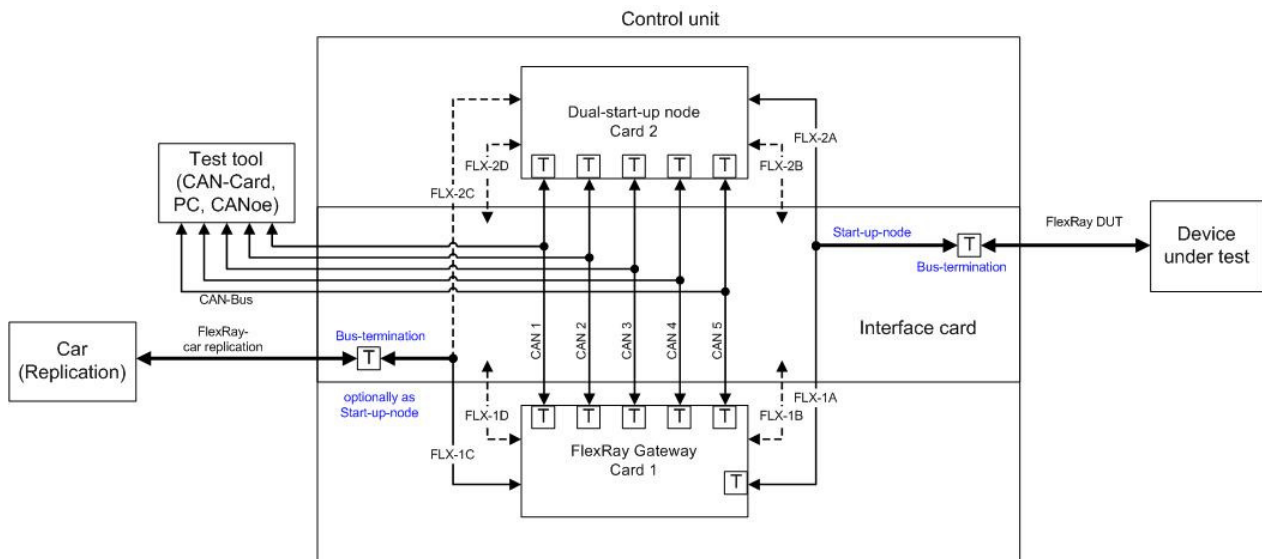 Control unit
Dual-start-up node
Card 2
T
T
T
T
T
FLX-2A
FLX-2D
FLX-2B
FLX-2C
Test tool
(CAN-Card,
PC, CANoe)
CAN-Bus
Start-up-node
T
Bus-termination
FlexRay DUT
Device
under test
Interface card
Car
(Replication)
FlexRay-
car replication
Bus-termination
T
optionally as
Start-up-node
CAN 1
CAN 2
CAN 3
CAN 4
CAN 5
FLX-1D
FLX-1B
FLX-1A
FLX-1C
T
T
T
T
T
FlexRay Gateway
Card 1
T